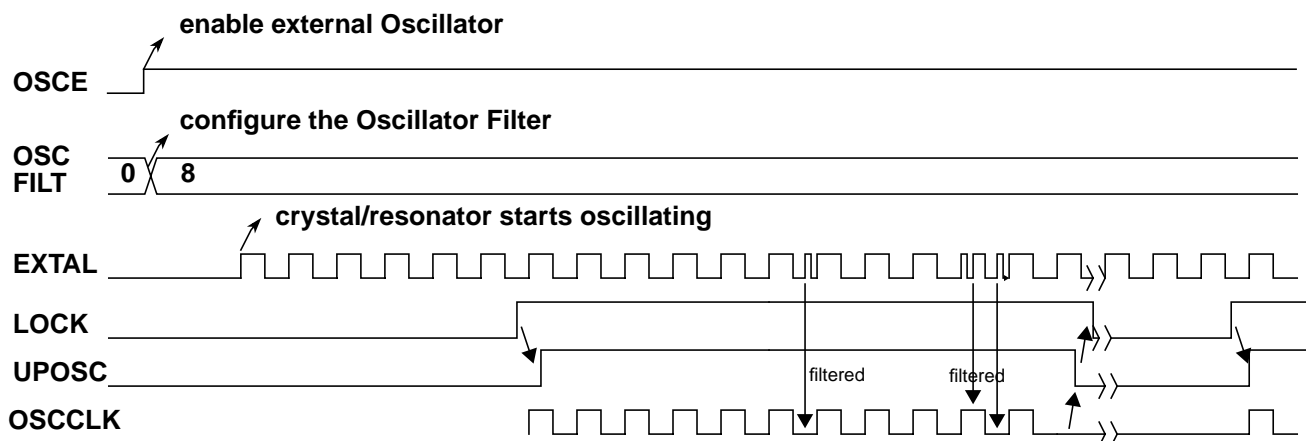 enable external Oscillator
OSCE
configure the Oscillator Filter
OSC
FILT
0 8
crystal/resonator starts oscillating
EXTAL
LOCK
UPOSC
filtered filtered
OSCCLK